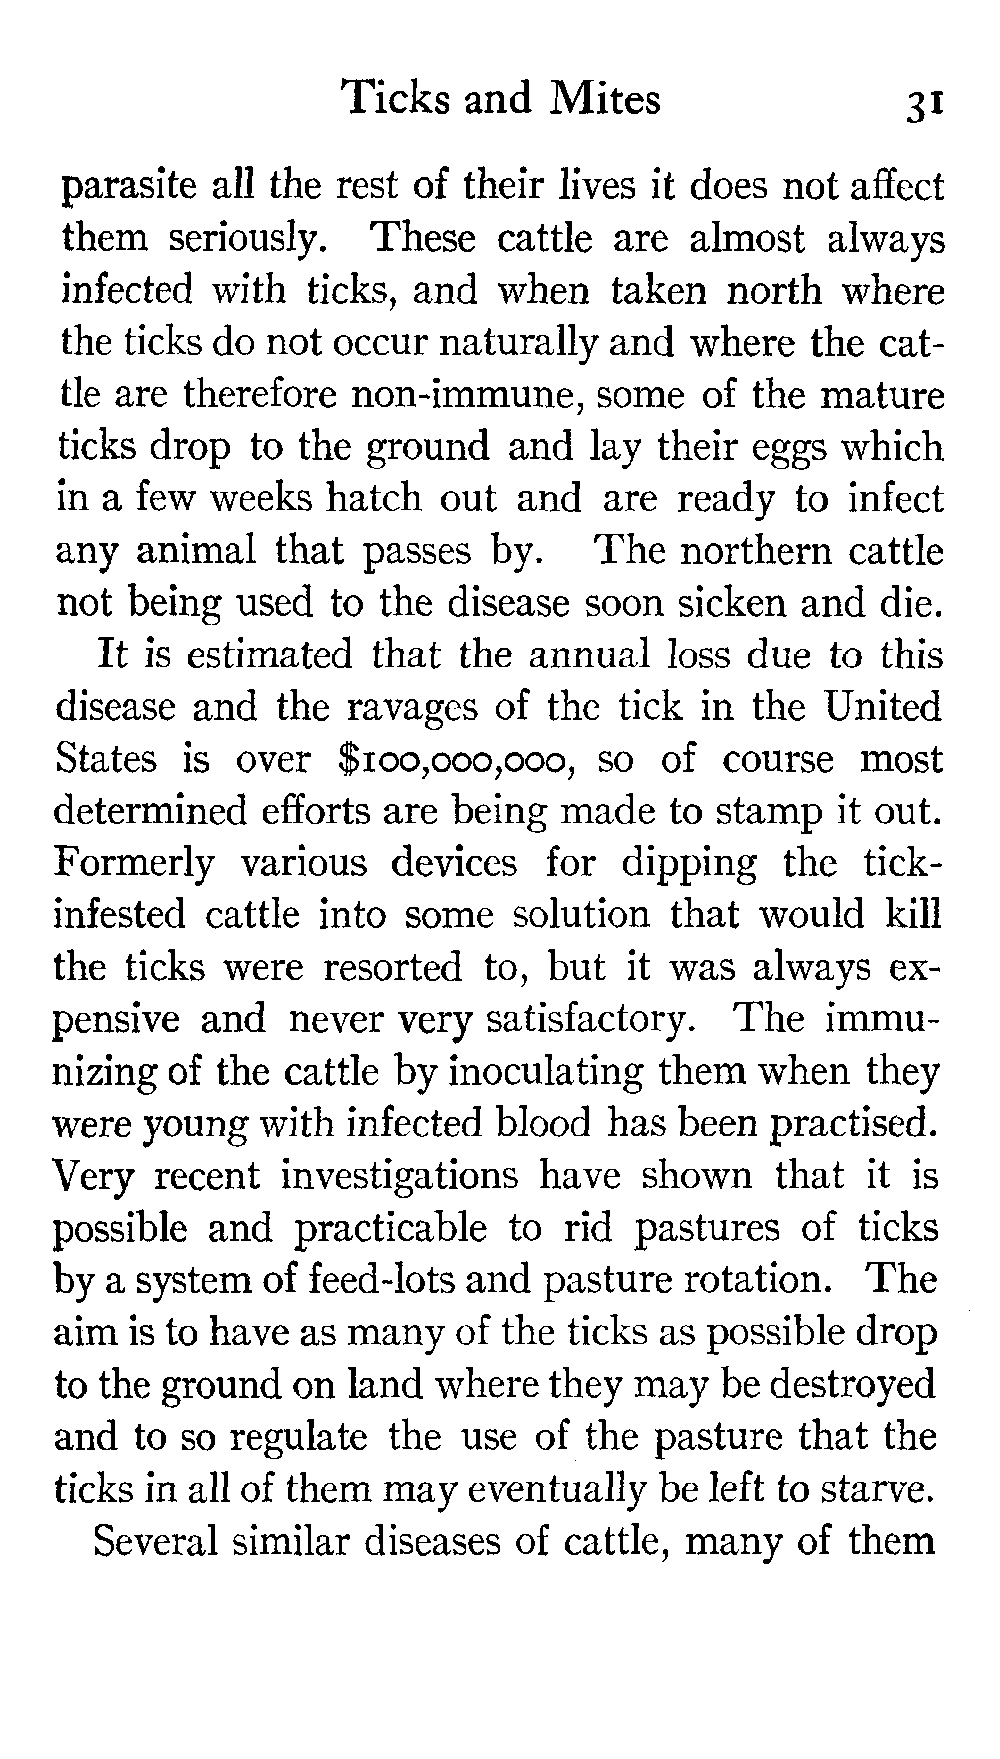 Ticks and Mites 31
parasite all the rest of their lives it does not affect
them seriously. These cattle are almost always
infected with ticks, and when taken north where
the ticks do not occur naturally and where the cat-
tle are therefore non-immune, some of the mature
ticks drop to the ground and lay their eggs which
in a few weeks hatch out and are ready to infect
any animal that passes by. The northern cattle
not being used to the disease soon sicken and die.
It is estimated that the annual loss due to this
disease and the ravages of the tick in the United
States is over $100,000,000, so of course most
determined efforts are being made to stamp it out.
Formerly various devices for dipping the tick-
infested cattle into some solution that would kill
the ticks were resorted to, but it was always ex-
pensive and never very satisfactory. The immu-
nizing of the cattle by inoculating them when they
were young with infected blood has been practised.
Very recent investigations have shown that it is
possible and practicable to rid pastures of ticks
by a system of feed-lots and pasture rotation. The
aim is to have as many of the ticks as possible drop
to the ground on land where they may be destroyed
and to so regulate the use of the pasture that the
ticks in all of them may eventually be left to starve.
Several similar diseases of cattle, many of them